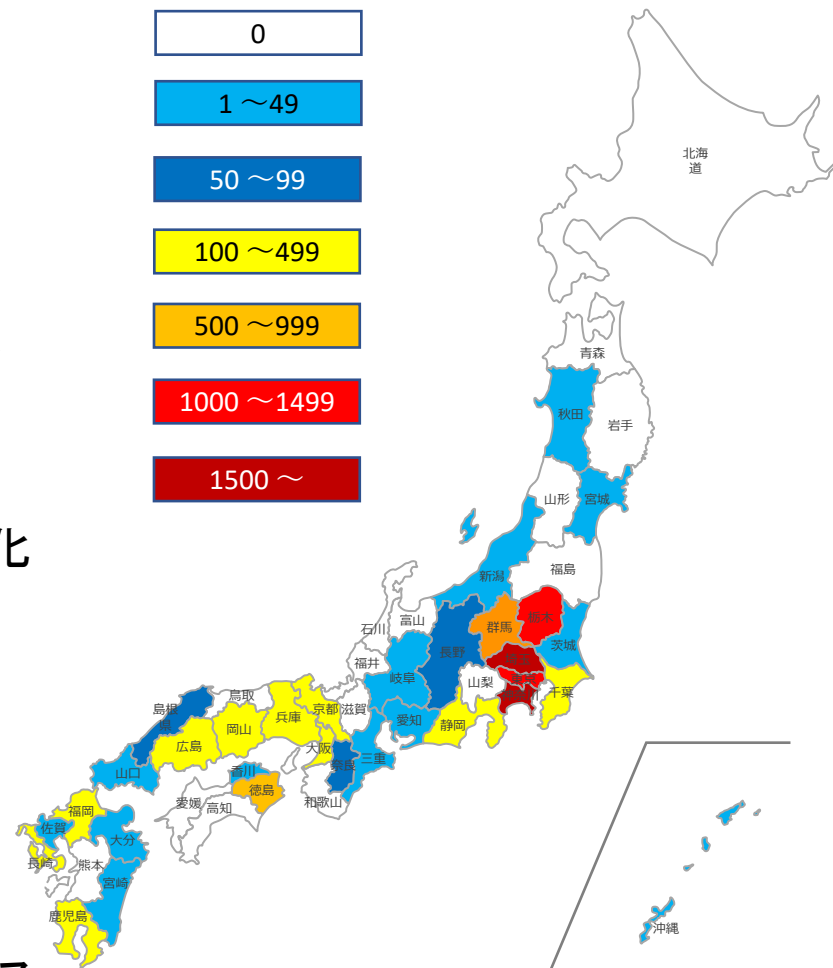 0
1 ～49
50 ～99
100 ～499
500 ～999
1000 ～1499
1500 ～
化
北海
道
青森
秋田
岩手
山形
宮城
福島
新潟
富山
石川
福井
群馬
栃木
茨城
長野
岐阜
山梨
千葉
静岡
愛知
三重
滋賀
京都
大阪
奈良
和歌山
兵庫
鳥取
島根
岡山
広島
山口
香川
徳島
愛媛
高知
福岡
佐賀
長崎
大分
熊本
宮崎
鹿児島
沖縄